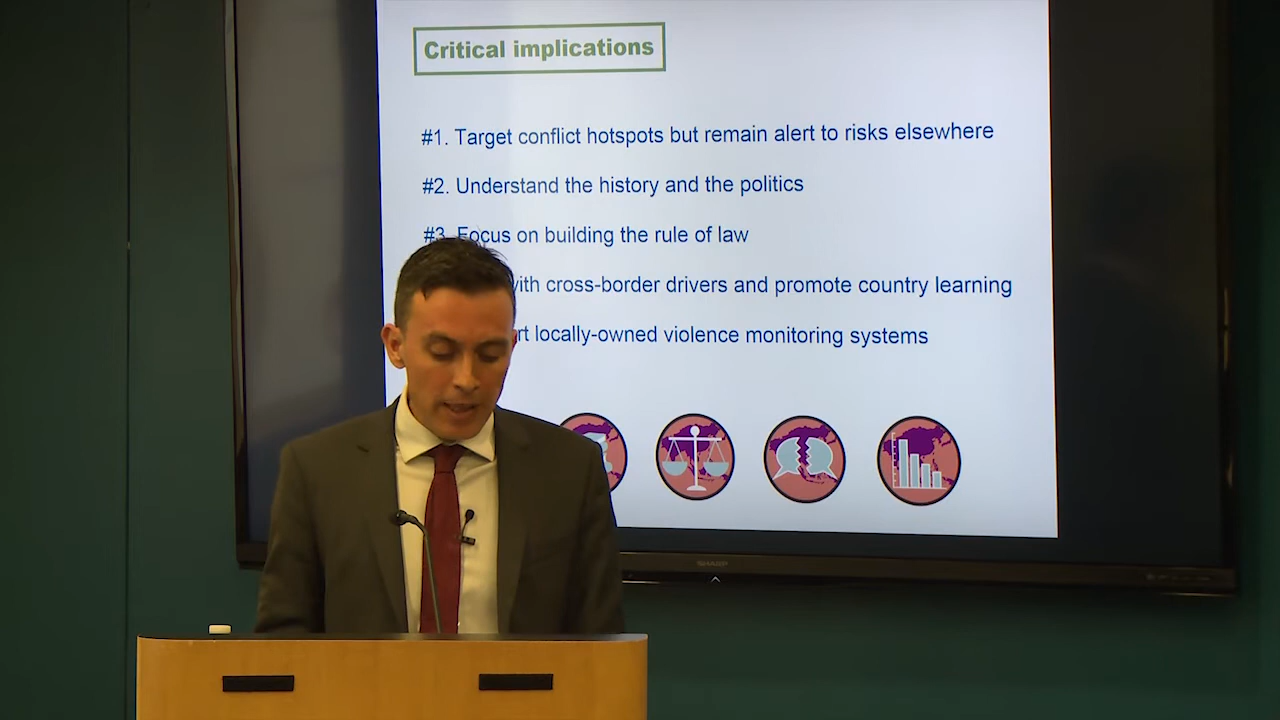 Critical implications
#1. Target conflict hotspots but remain alert to risks elsewhere
#2. Understand the history and the politics
#3. Focus on building the rule of law
cross-border drivers and promote country learning
locally-owned violence monitoring systems
SHARP